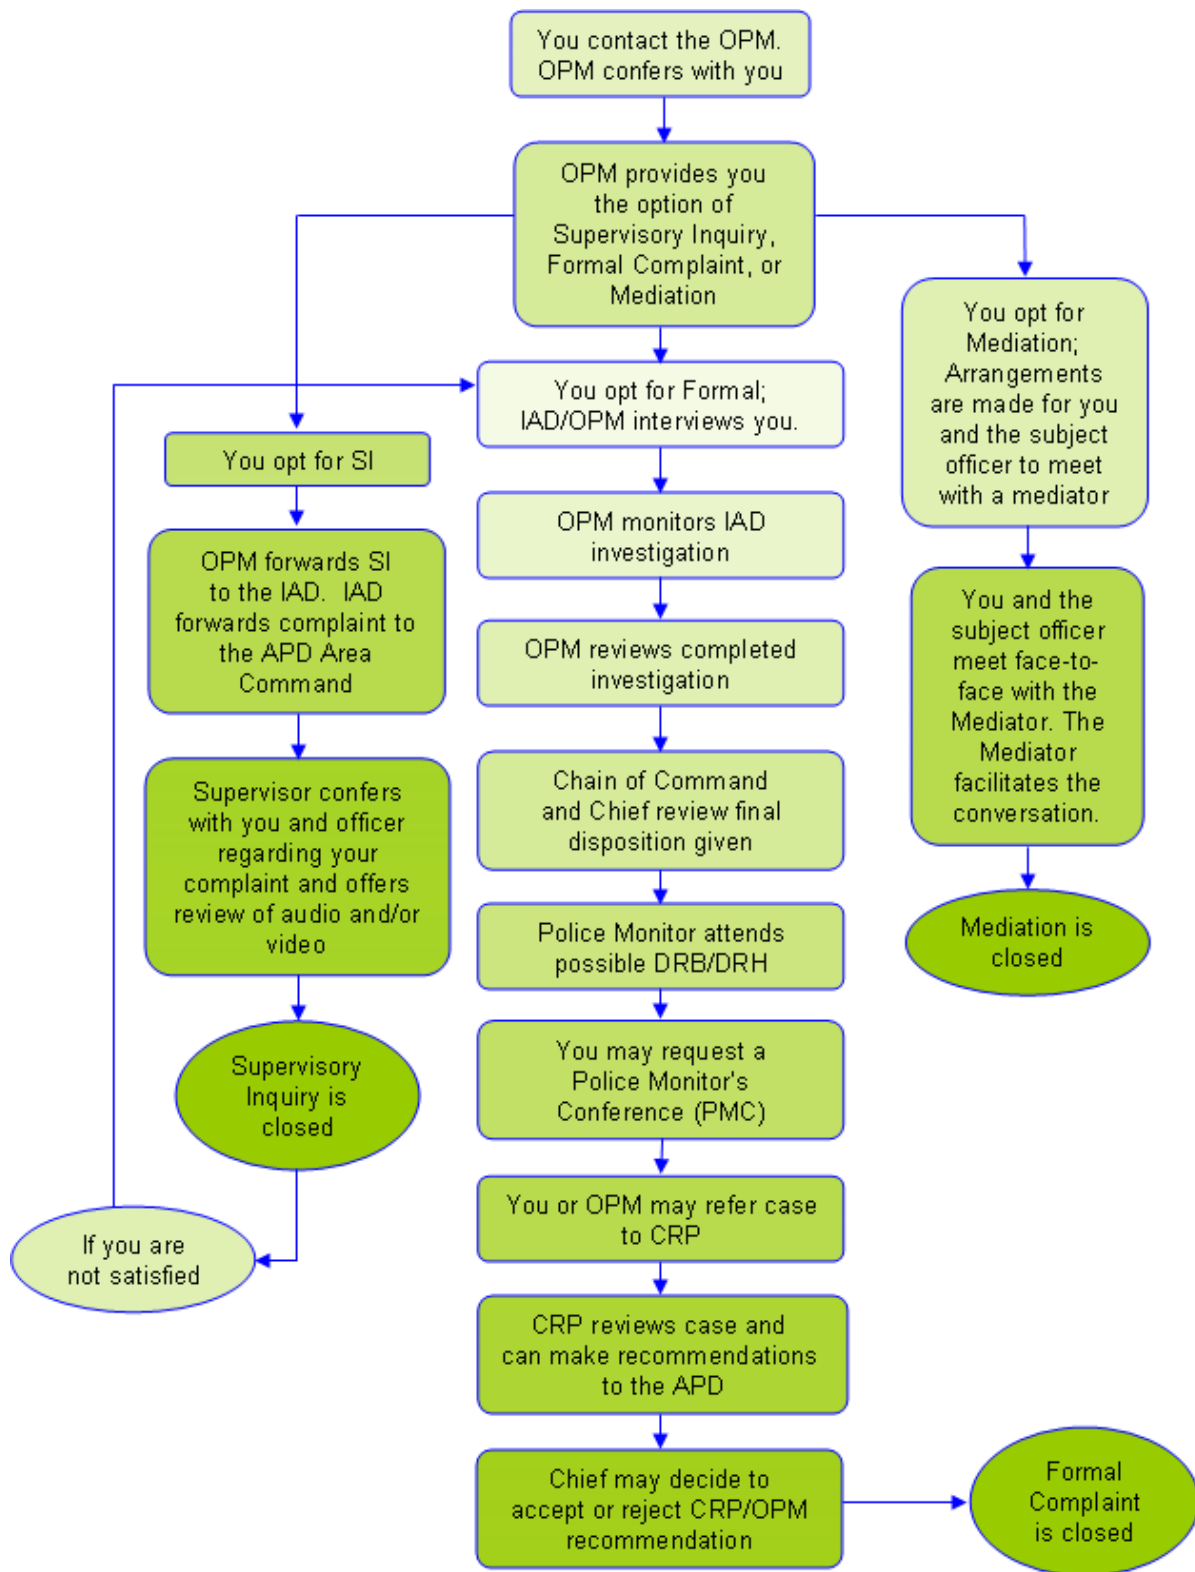 You contact the OPM.
OPM confers with you
OPM provides you
the option of
Supervisory Inquiry,
Formal Complaint, or
Mediation
You opt for SI
OPM forwards SI
to the IAD. IAD
forwards complaint to
the APD Area
Command
Supervisor confers
with you and officer
regarding your
complaint and offers
review of audio and/or
video
Supervisory
Inquiry is
closed
If you are
not satisfied
You opt for Formal;
IAD/OPM interviews you.
OPM monitors IAD
investigation
OPM reviews completed
investigation
Chain of Command
and Chief review final
disposition given
Police Monitor attends
possible DRB/DRH
You may request a
Police Monitor's
Conference (PMC)
You or OPM may refer case
to CRP
CRP reviews case and
can make recommendations
to the APD
Chief may decide to
accept or reject CRP/OPM
recommendation
Formal
Complaint
is closed
You opt for
Mediation;
Arrangements
are made for you
and the subject
officer to meet
with a mediator
You and the
subject officer
meet face-to-
face with the
Mediator. The
Mediator
facilitates the
conversation.
Mediation is
closed